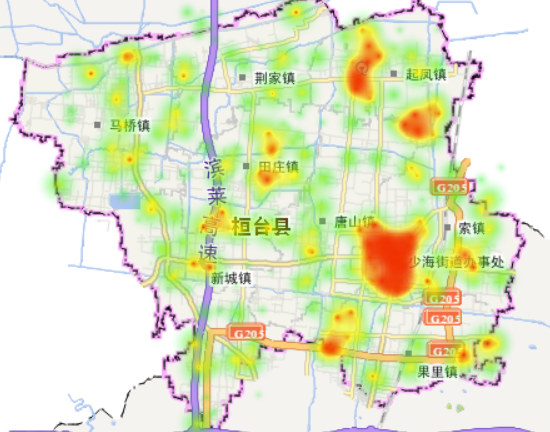 荆家镇
起凤镇
马桥镇
田庄镇
滨莱高速
桓台县
唐山镇
G205
索镇
少海街道办事处
新城镇
G205
G205
G205
G20
果里镇